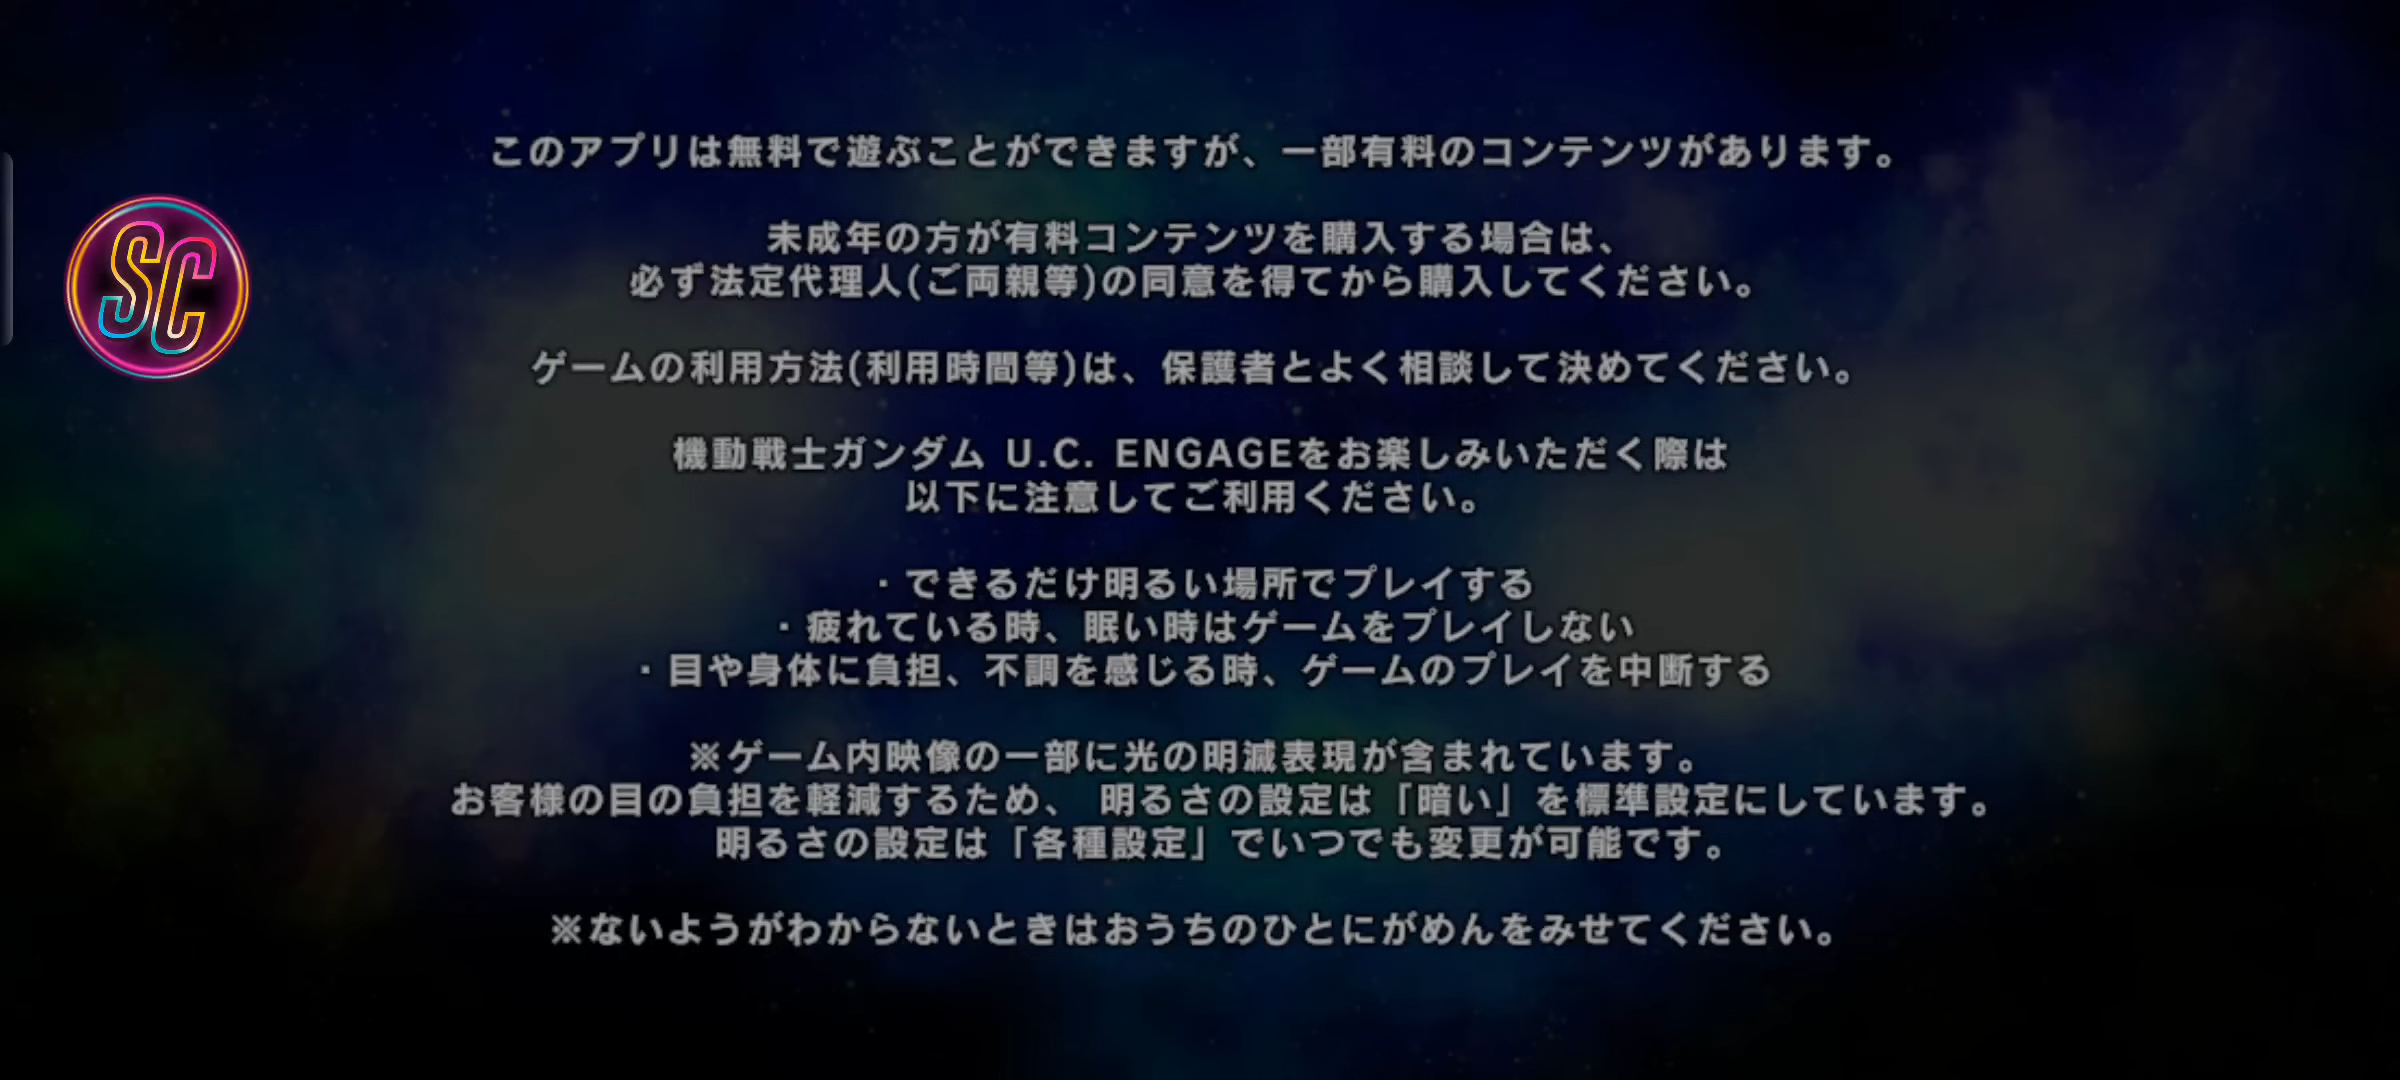 SC
このアプリは無料で遊ぶことができますが、一部有料のコンテンツがあります。
未成年の方が有料コンテンツを購入する場合は、
必ず法定代理人(ご両親等)の同意を得てから購入してください。
ゲームの利用方法(利用時間等)は、保護者とよく相談して決めてください。
機動戦士ガンダム U.C. ENGAGEをお楽しみいただく際は
以下に注意してご利用ください。
・できるだけ明るい場所でプレイする
・疲れている時、眠い時はゲームをプレイしない
・目や身体に負担、不調を感じる時、ゲームのプレイを中断する
※ゲーム内映像の一部に光の明滅表現が含まれています。
お客様の目の負担を軽減するため、 明るさの設定は「暗い」を標準設定にしています。
明るさの設定は「各種設定」でいつでも変更が可能です。
※ないようがわからないときはおうちのひとにがめんをみせてください。